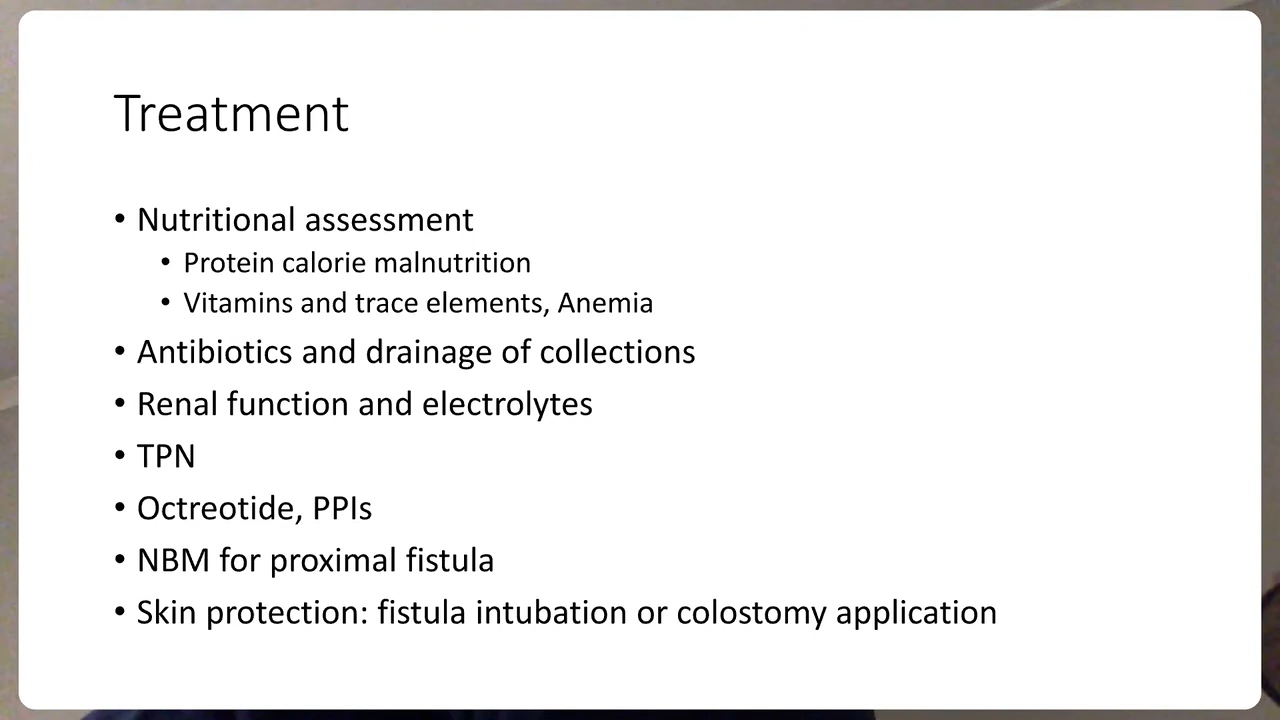 Treatment
• Nutritional assessment
• Protein calorie malnutrition
• Vitamins and trace elements, Anemia
• Antibiotics and drainage of collections
• Renal function and electrolytes
• TPN
• Octreotide, PPIs
• NBM for proximal fistula
• Skin protection: fistula intubation or colostomy application